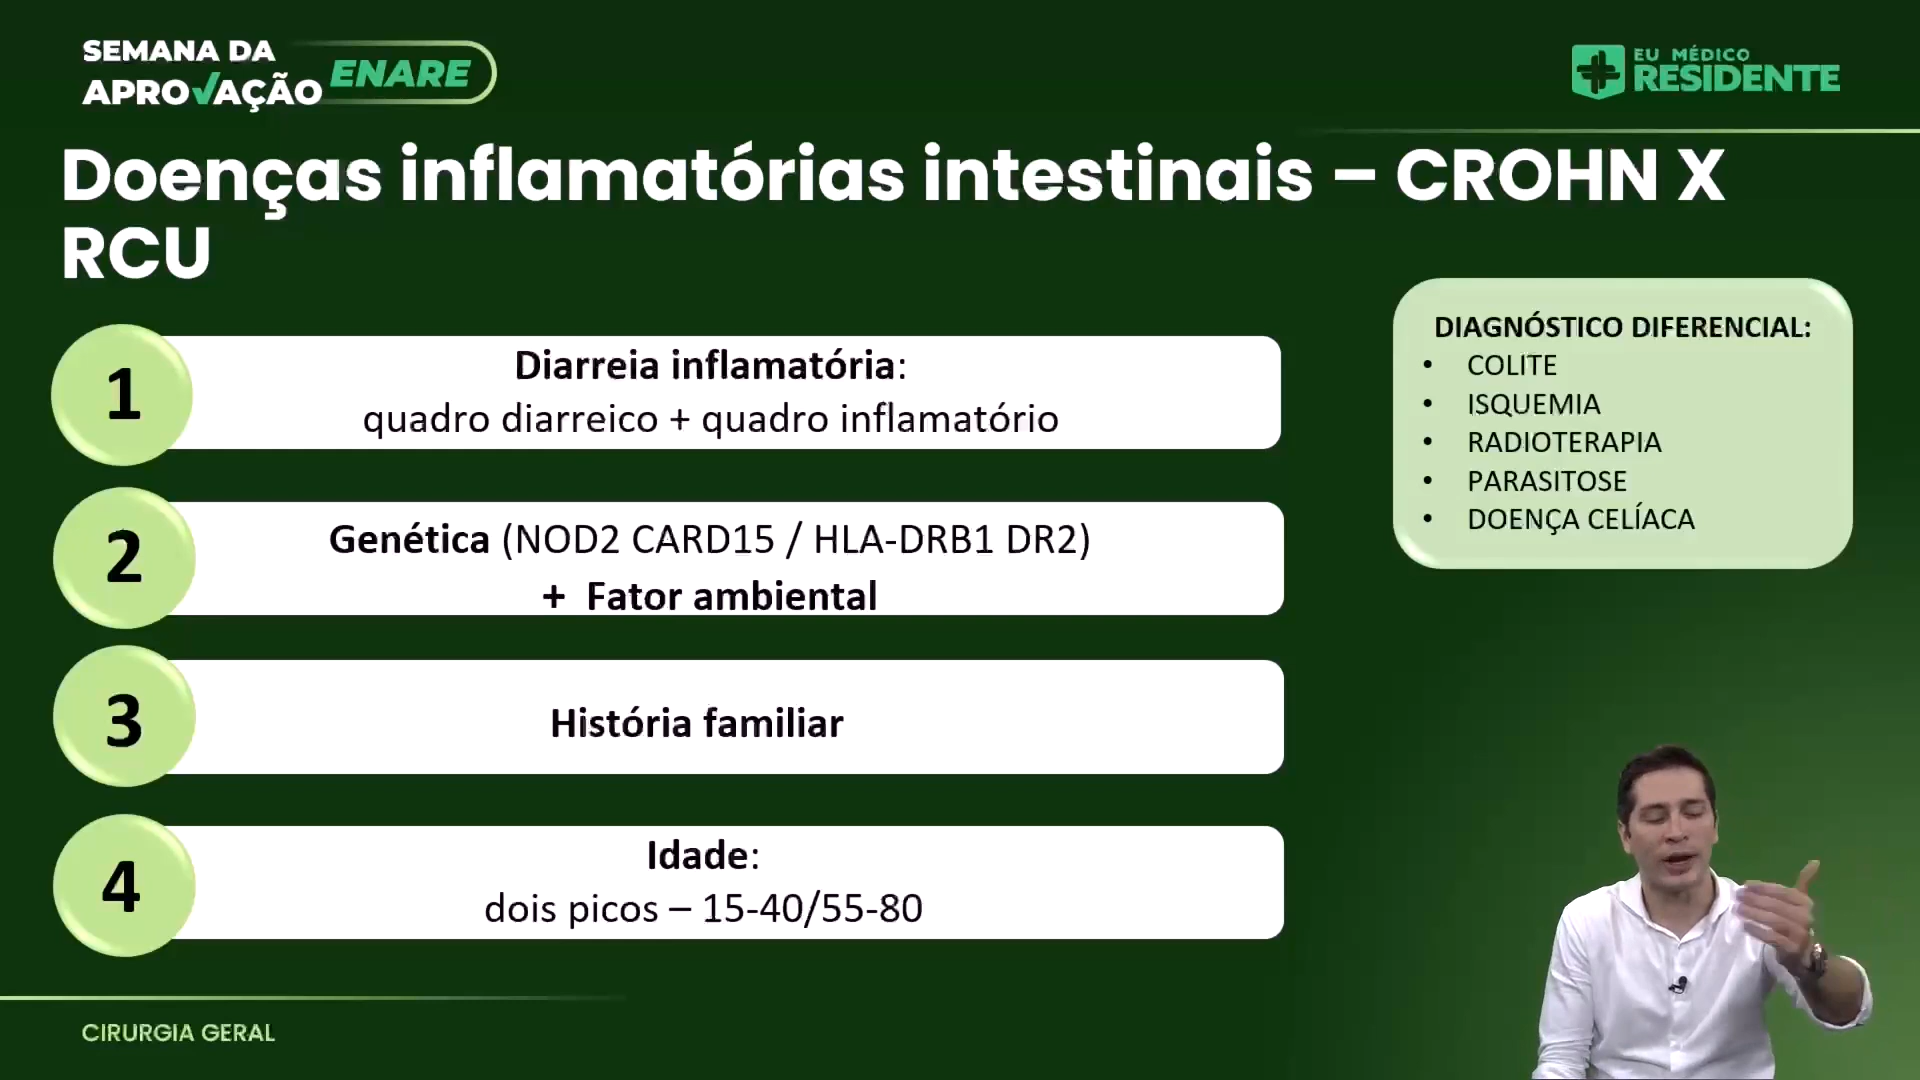 SEMANA DA
APROVAÇÃO ENARE
EU MÉDICO
RESIDENTE
Doenças inflamatórias intestinais – CROHN X
RCU
1
Diarreia inflamatória:
quadro diarreico + quadro inflamatório
2
Genética (NOD2 CARD15 / HLA-DRB1 DR2)
+ Fator ambiental
3
História familiar
4
Idade:
dois picos – 15-40/55-80
DIAGNÓSTICO DIFERENCIAL:
• COLITE
• ISQUEMIA
• RADIOTERAPIA
• PARASITOSE
• DOENÇA CELÍACA
CIRURGIA GERAL